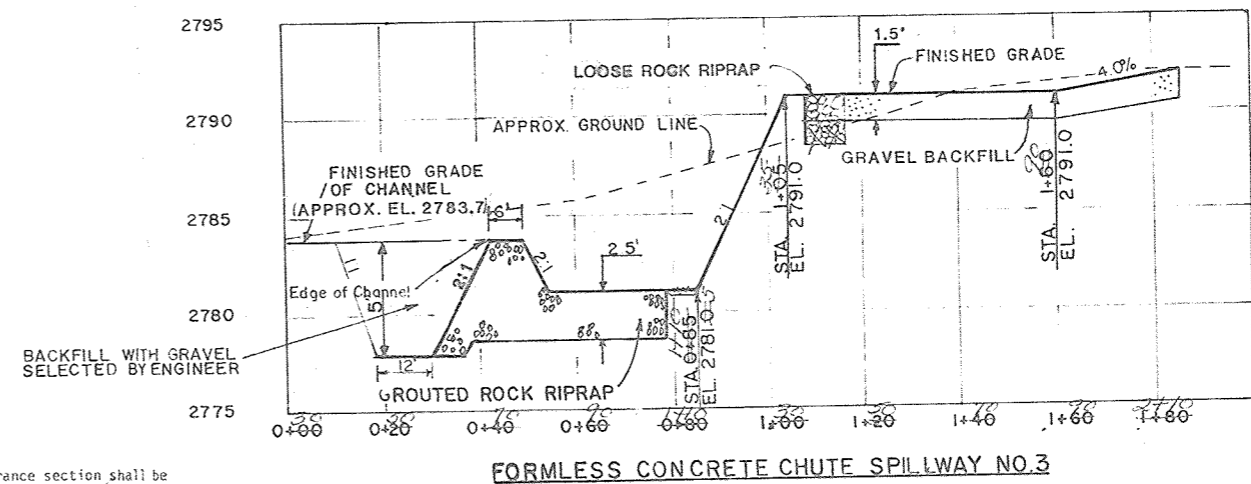 2795
1.5'
FINISHED GRADE
LOOSE ROCK RIPRAP
4.0%
2790
APPROX. GROUND LINE
FINISHED GRADE
OF CHANNEL
(APPROX. EL. 2783.7)
GRAVEL BACKFILL
2785
6'
2:1
2:1
2:1
2.5'
STA. 1+05
EL. 2791.0
STA. 1+60
EL. 2791.0
1:1
5'
Edge of Channel
2780
BACKFILL WITH GRAVEL
SELECTED BY ENGINEER
12'
GROUTED ROCK RIPRAP
STA 0+85
EL. 2781.0
2775
0+00 0+20 0+40 0+60 0+80 1+00 1+20 1+40 1+60 1+80
rance section shall be
FORMLESS CONCRETE CHUTE SPILLWAY NO.3